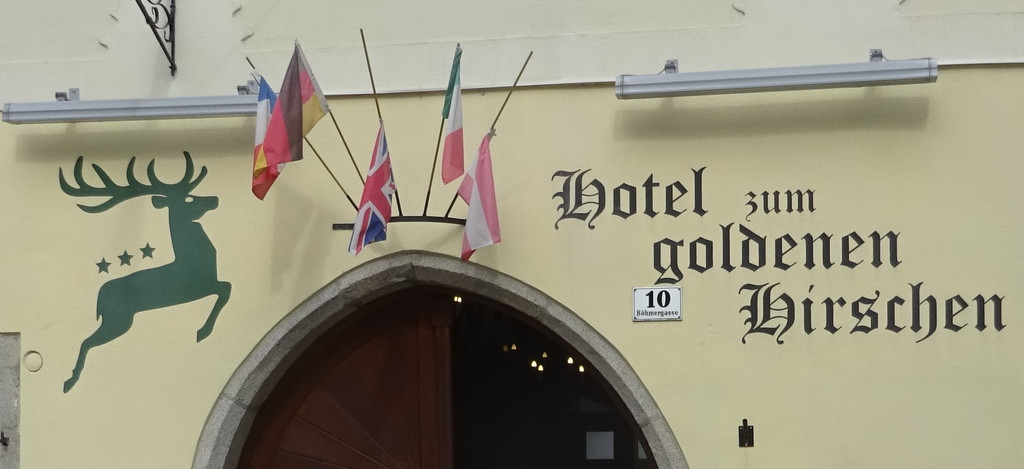 Hotel zum
goldenen
Hirschen
10
Böhmergasse